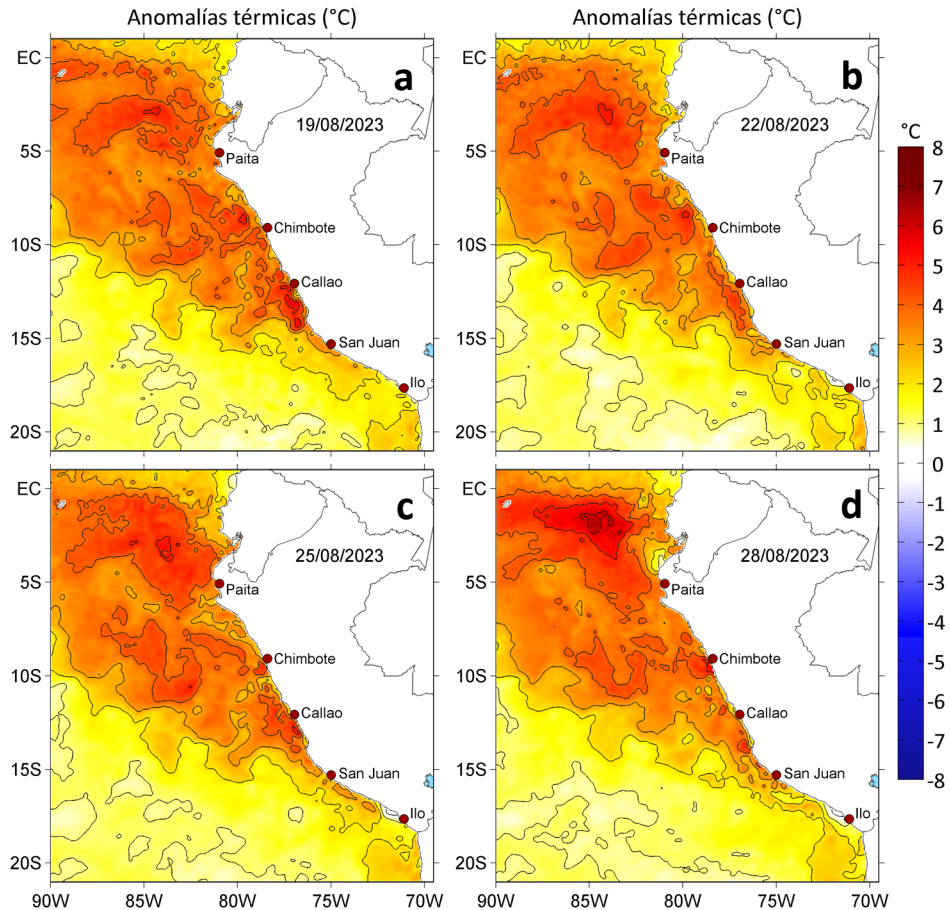 Anomalías térmicas (°C)
Anomalías térmicas (°C)
EC
5S
10S
15S
20S
a
19/08/2023
Paita
Chimbote
Callao
San Juan
Ilo
EC
5S
10S
15S
20S
b
22/08/2023
Paita
Chimbote
Callao
San Juan
Ilo
EC
5S
10S
15S
20S
c
25/08/2023
Paita
Chimbote
Callao
San Juan
Ilo
90W 85W 80W 75W 70W
EC
5S
10S
15S
20S
d
28/08/2023
Paita
Chimbote
Callao
San Juan
Ilo
90W 85W 80W 75W 70W
°C
8
7
6
5
4
3
2
1
0
-1
-2
-3
-4
-5
-6
-7
-8